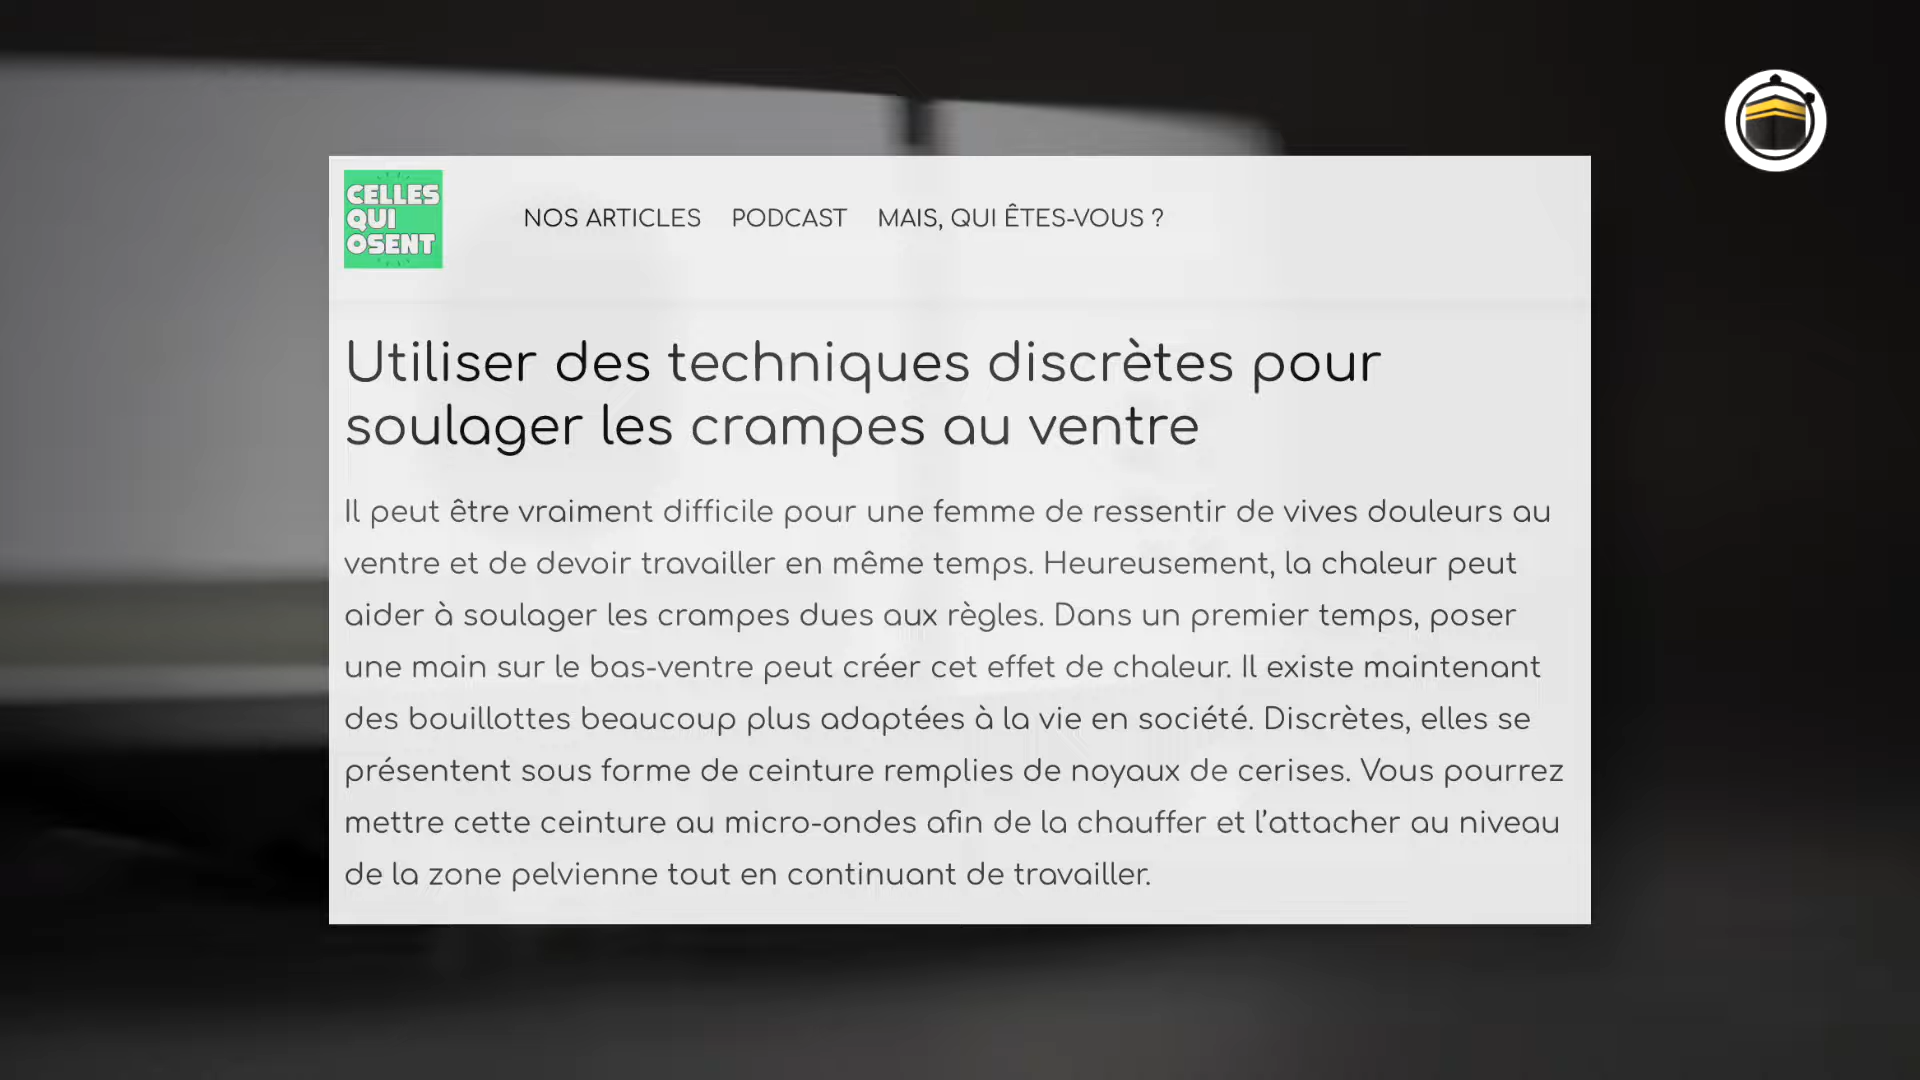 CELLES
QUI
OSENT
NOS ARTICLES PODCAST MAIS, QUI ÊTES-VOUS ?
Utiliser des techniques discrètes pour
soulager les crampes au ventre
Il peut être vraiment difficile pour une femme de ressentir de vives douleurs au
ventre et de devoir travailler en même temps. Heureusement, la chaleur peut
aider à soulager les crampes dues aux règles. Dans un premier temps, poser
une main sur le bas-ventre peut créer cet effet de chaleur. Il existe maintenant
des bouillottes beaucoup plus adaptées à la vie en société. Discrètes, elles se
présentent sous forme de ceinture remplies de noyaux de cerises. Vous pourrez
mettre cette ceinture au micro-ondes afin de la chauffer et l’attacher au niveau
de la zone pelvienne tout en continuant de travailler.